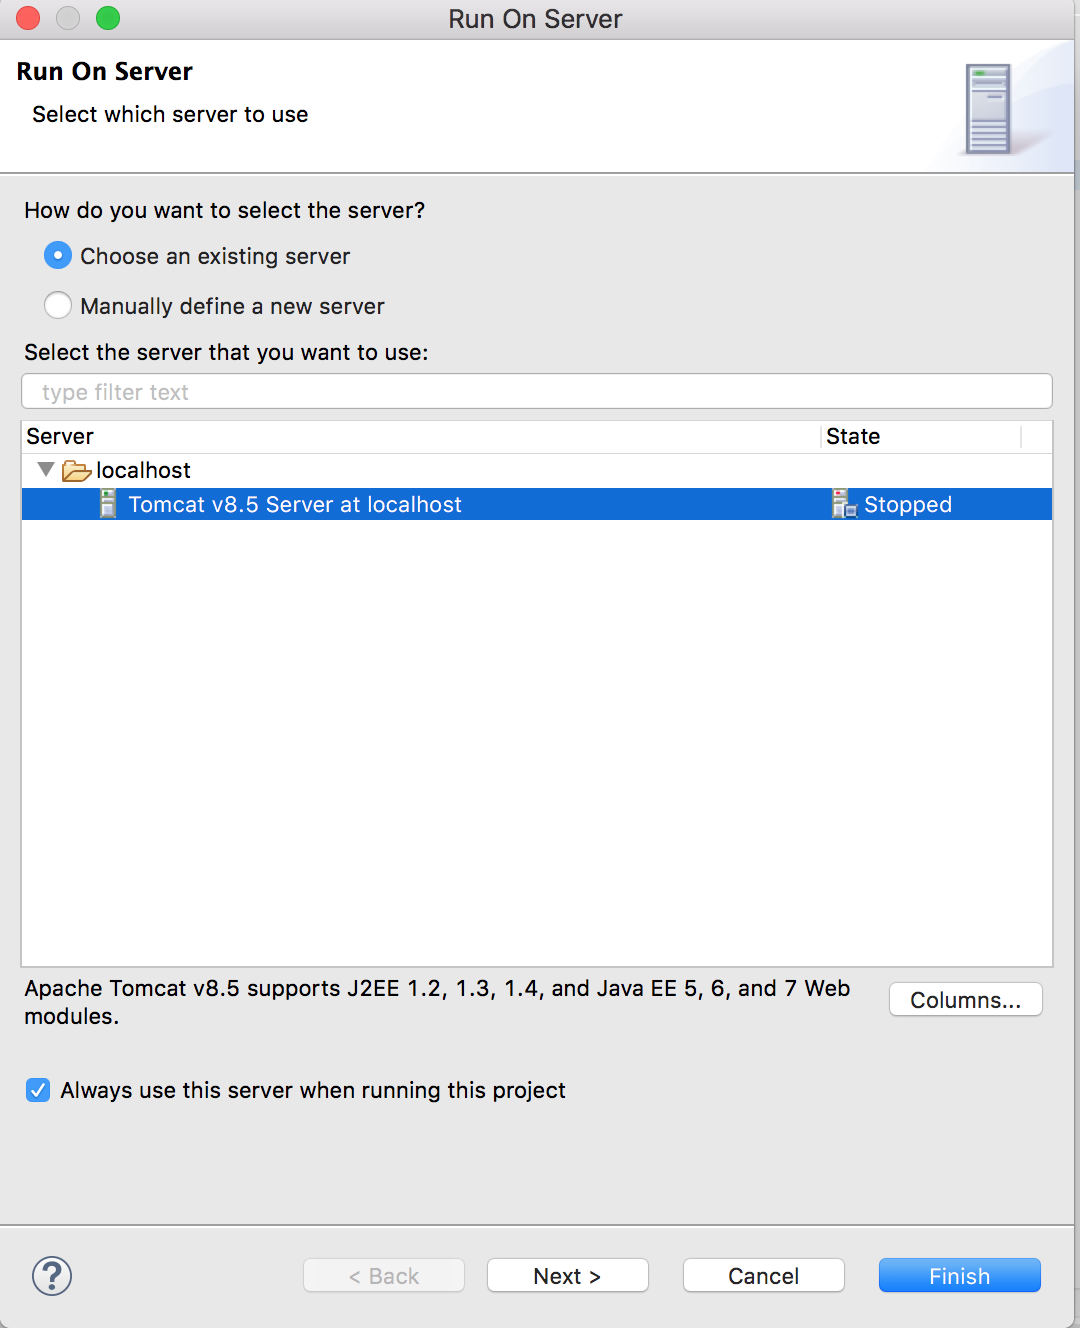 Run On Server
Run On Server
Select which server to use
How do you want to select the server?
Choose an existing server
Manually define a new server
Select the server that you want to use:
type filter text
Server State
localhost
Tomcat v8.5 Server at localhost Stopped
Apache Tomcat v8.5 supports J2EE 1.2, 1.3, 1.4, and Java EE 5, 6, and 7 Web
modules.
Columns...
Always use this server when running this project
? < Back Next > Cancel Finish